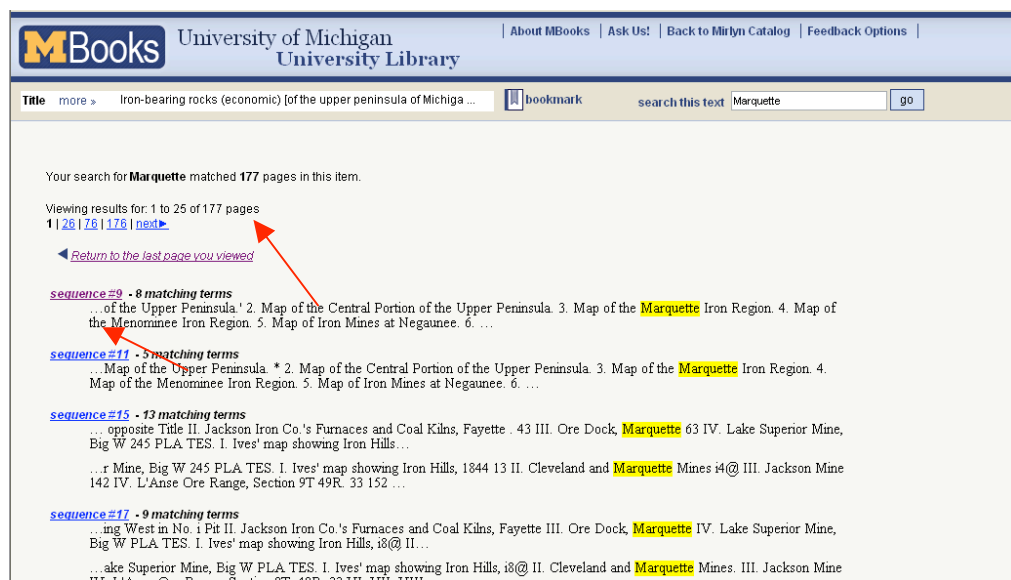 MBooks University of Michigan University Library
About MBooks | Ask Us! | Back to Mirlyn Catalog | Feedback Options |
Title more » Iron-bearing rocks (economic) [of the upper peninsula of Michiga ... bookmark search this text Marquette go
Your search for Marquette matched 177 pages in this item.
Viewing results for: 1 to 25 of 177 pages
1 | 26 | 76 | 176 | next►
◄ Return to the last page you viewed
sequence #9 - 8 matching terms
...of the Upper Peninsula.' 2. Map of the Central Portion of the Upper Peninsula. 3. Map of the Marquette Iron Region. 4. Map of
the Menominee Iron Region. 5. Map of Iron Mines at Negaunee. 6. ...
sequence #11 - 5 matching terms
...Map of the Upper Peninsula. * 2. Map of the Central Portion of the Upper Peninsula. 3. Map of the Marquette Iron Region. 4.
Map of the Menominee Iron Region. 5. Map of Iron Mines at Negaunee. 6. ...
sequence #15 - 13 matching terms
... opposite Title II. Jackson Iron Co.'s Furnaces and Coal Kilns, Fayette . 43 III. Ore Dock, Marquette 63 IV. Lake Superior Mine,
Big W 245 PLA TES. I. Ives' map showing Iron Hills...
...r Mine, Big W 245 PLA TES. I. Ives' map showing Iron Hills, 1844 13 II. Cleveland and Marquette Mines i4@ III. Jackson Mine
142 IV. L'Anse Ore Range, Section 9T 49R. 33 152 ...
sequence #17 - 9 matching terms
...ing West in No. i Pit II. Jackson Iron Co.'s Furnaces and Coal Kilns, Fayette III. Ore Dock, Marquette IV. Lake Superior Mine,
Big W PLA TES. I. Ives' map showing Iron Hills, i8@ II...
...ake Superior Mine, Big W PLA TES. I. Ives' map showing Iron Hills, i8@ II. Cleveland and Marquette Mines. III. Jackson Mine